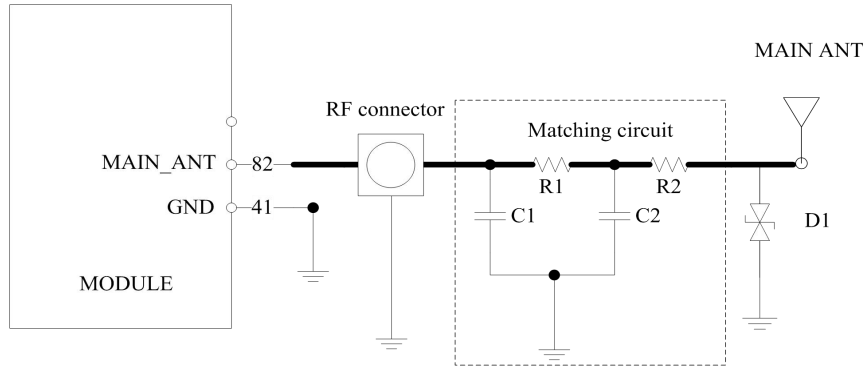 MAIN ANT
RF connector
Matching circuit
MAIN_ANT
82
R1
R2
GND
41
C1
C2
D1
MODULE